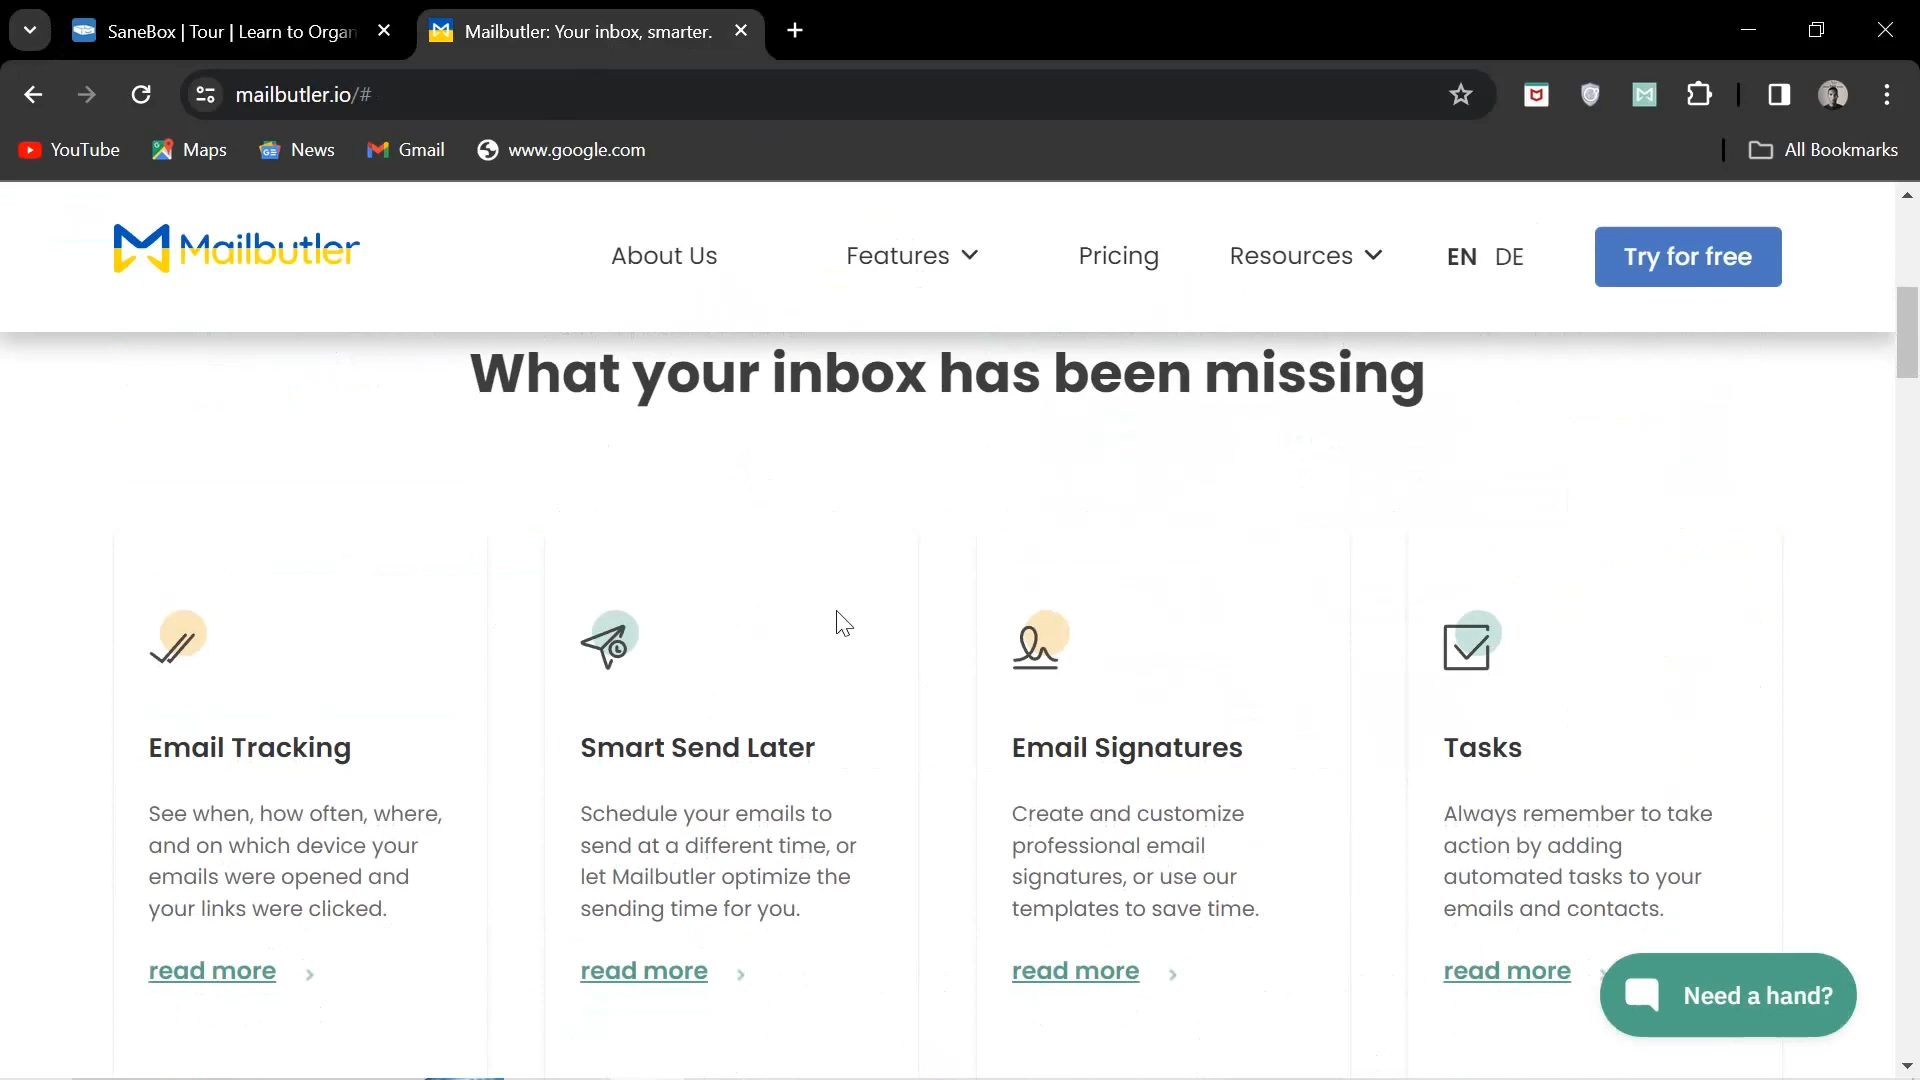 SaneBox | Tour | Learn to Organ
Mailbutler: Your inbox, smarter.
mailbutler.io/#
YouTube
Maps
News
Gmail
www.google.com
All Bookmarks
Mailbutler
About Us
Features
Pricing
Resources
EN DE
Try for free
What your inbox has been missing
Email Tracking
See when, how often, where,
and on which device your
emails were opened and
your links were clicked.
read more
Smart Send Later
Schedule your emails to
send at a different time, or
let Mailbutler optimize the
sending time for you.
read more
Email Signatures
Create and customize
professional email
signatures, or use our
templates to save time.
read more
Tasks
Always remember to take
action by adding
automated tasks to your
emails and contacts.
read more
Need a hand?